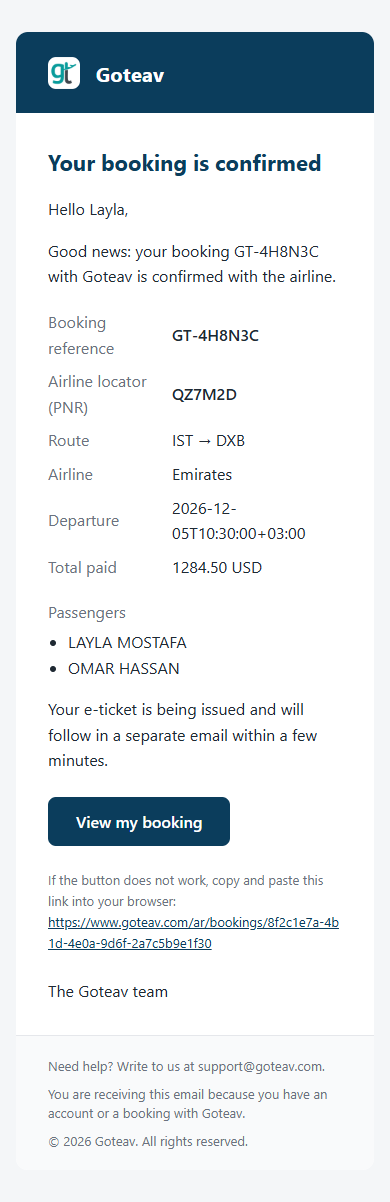 gt
Goteav
Your booking is confirmed
Hello Layla,
Good news: your booking GT-4H8N3C
with Goteav is confirmed with the airline.
Booking
reference
GT-4H8N3C
Airline locator
(PNR)
QZ7M2D
Route
IST → DXB
Airline
Emirates
Departure
2026-12-
05T10:30:00+03:00
Total paid
1284.50 USD
Passengers
• LAYLA MOSTAFA
• OMAR HASSAN
Your e-ticket is being issued and will
follow in a separate email within a few
minutes.
View my booking
If the button does not work, copy and paste this
link into your browser:
https://www.goteav.com/ar/bookings/8f2c1e7a-4b
1d-4e0a-9d6f-2a7c5b9e1f30
The Goteav team
Need help? Write to us at support@goteav.com.
You are receiving this email because you have an
account or a booking with Goteav.
© 2026 Goteav. All rights reserved.